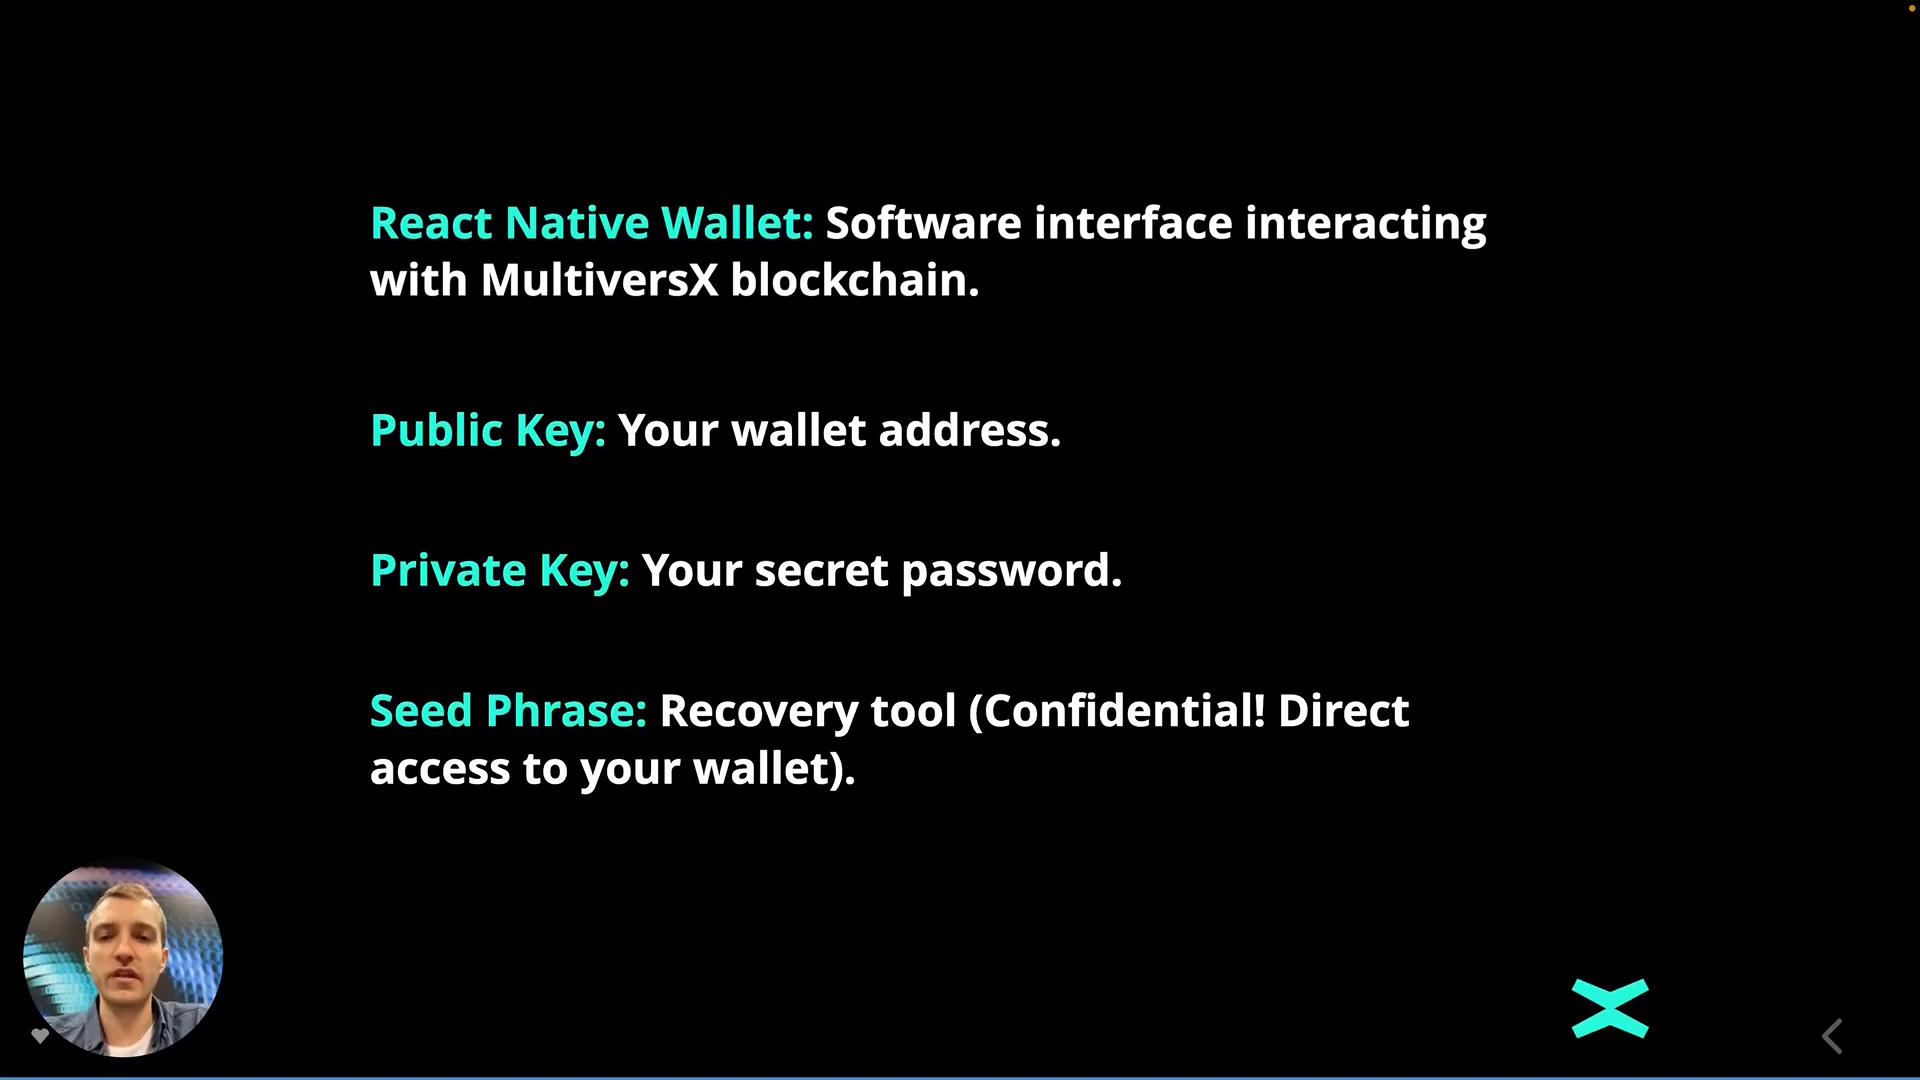 React Native Wallet: Software interface interacting
with MultiversX blockchain.
Public Key: Your wallet address.
Private Key: Your secret password.
Seed Phrase: Recovery tool (Confidential! Direct
access to your wallet).